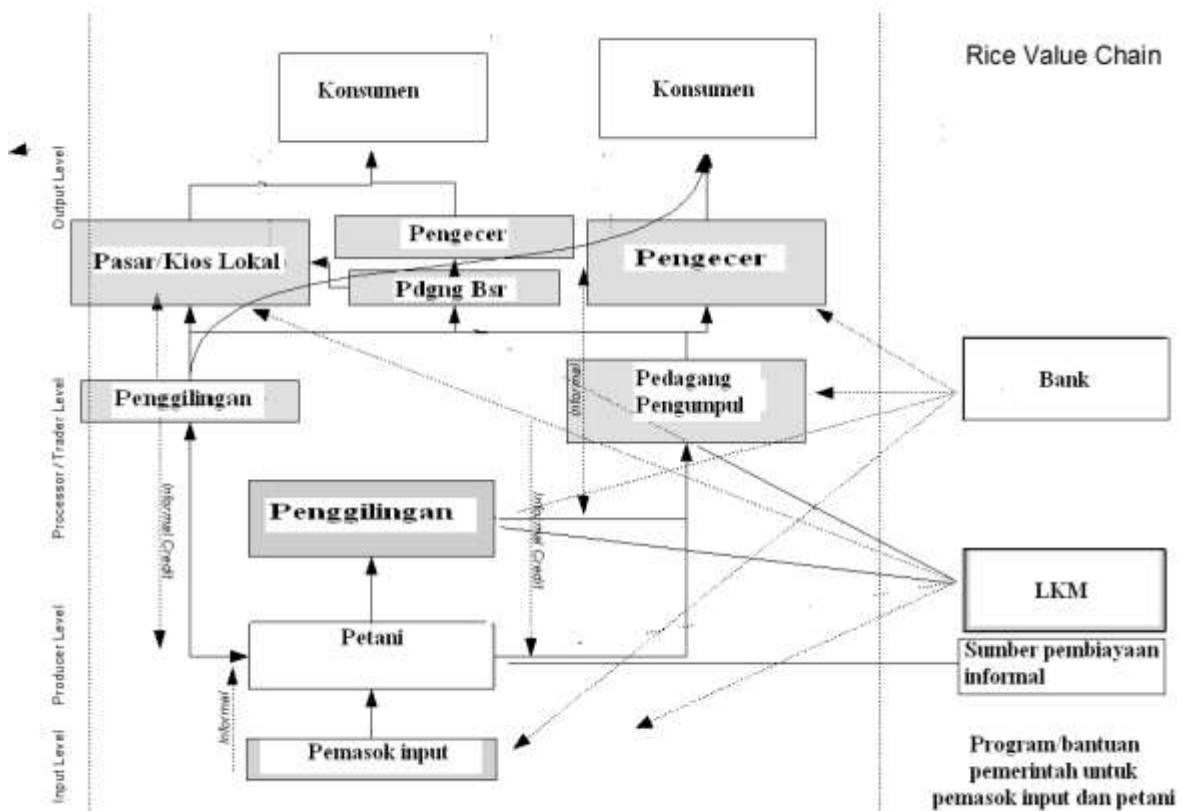 Rice Value Chain
Konsumen
Konsumen
Output Level
Pasar/Kios Lokal
Pengecer
Pdgng Bsr
Pengecer
Processor / Trader Level
Penggilingan
Pedagang
Pengumpul
Bank
Informal Credit
Penggilingan
Informal Credit
LKM
Producer Level
Petani
Sumber pembiayaan
informal
Informal
Input Level
Pemasok input
Program/bantuan
pemerintah untuk
pemasok input dan petani